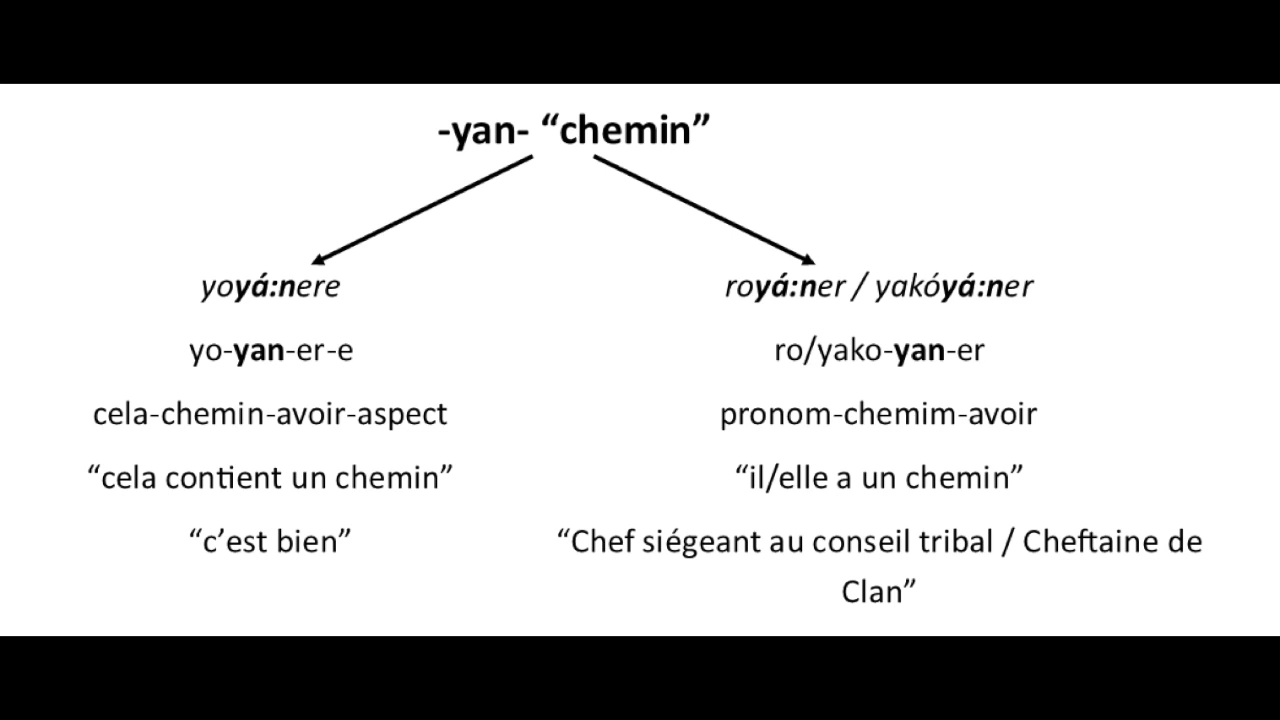 -yan- “chemin”
yoyá:nere
royá:ner / yakóyá:ner
yo-yan-er-e
ro/yako-yan-er
cela-chemin-avoir-aspect
pronom-chemim-avoir
“cela contient un chemin”
“il/elle a un chemin”
“c’est bien”
“Chef siégeant au conseil tribal / Cheftaine de
Clan”